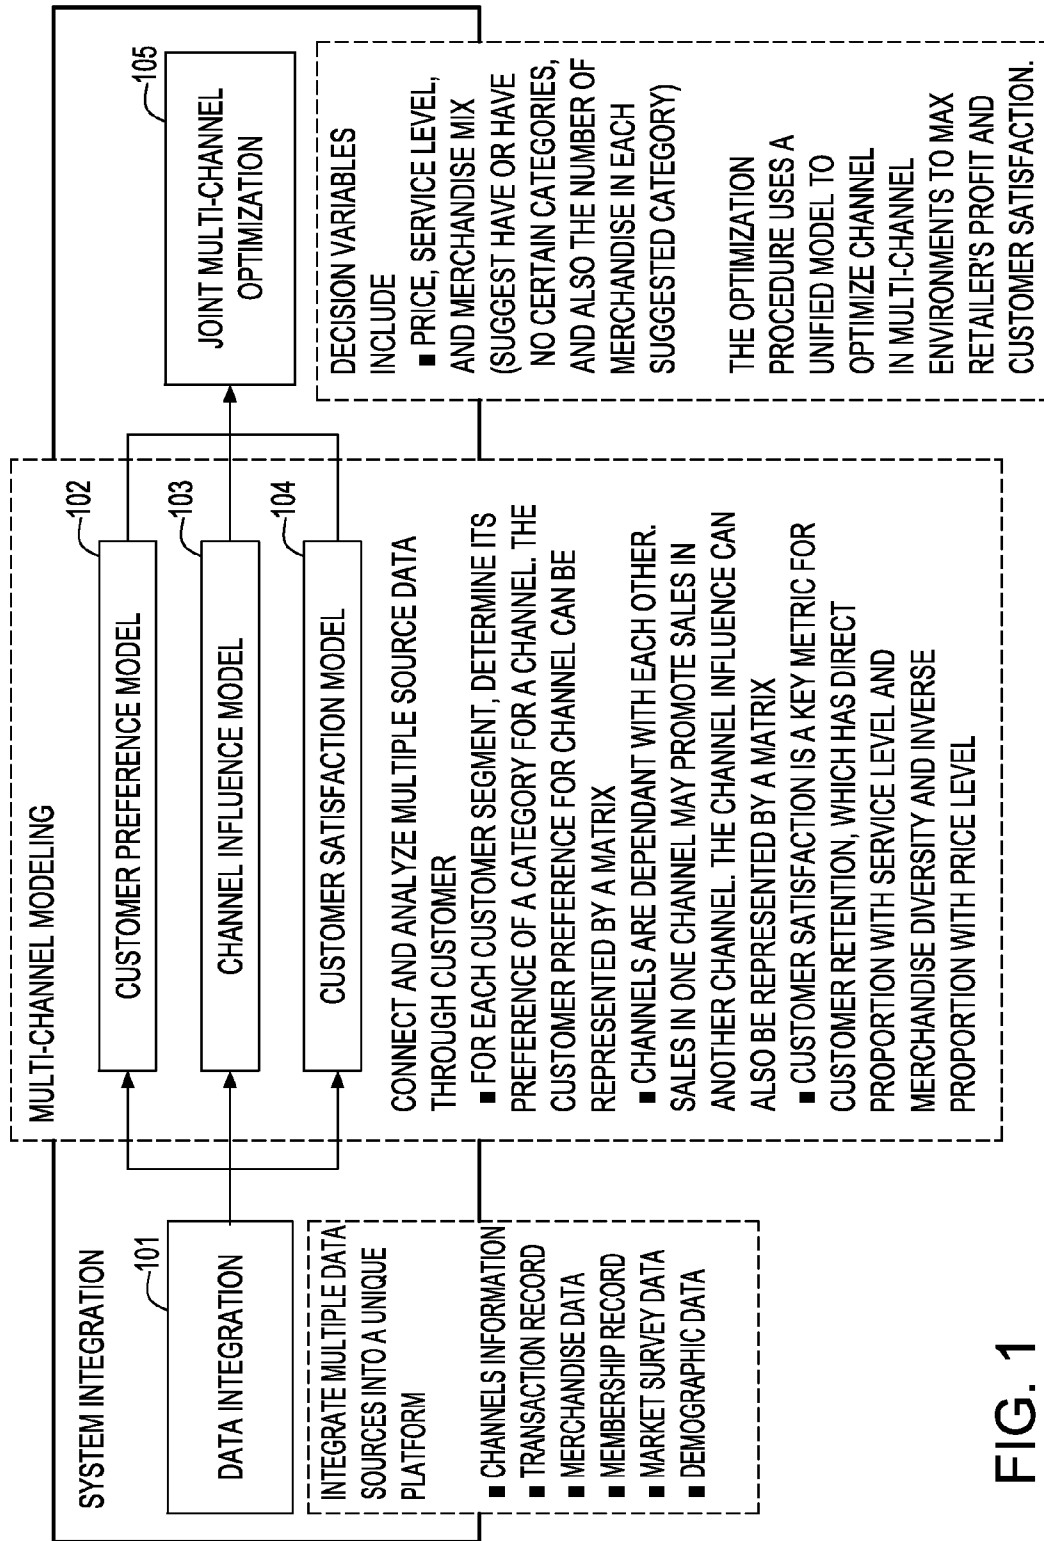 SYSTEM INTEGRATION
101
DATA INTEGRATION
INTEGRATE MULTIPLE DATA
SOURCES INTO A UNIQUE
PLATFORM
■ CHANNELS INFORMATION
■ TRANSACTION RECORD
■ MERCHANDISE DATA
■ MEMBERSHIP RECORD
■ MARKET SURVEY DATA
■ DEMOGRAPHIC DATA
MULTI-CHANNEL MODELING
102
CUSTOMER PREFERENCE MODEL
103
CHANNEL INFLUENCE MODEL
104
CUSTOMER SATISFACTION MODEL
CONNECT AND ANALYZE MULTIPLE SOURCE DATA
THROUGH CUSTOMER
■ FOR EACH CUSTOMER SEGMENT, DETERMINE ITS
PREFERENCE OF A CATEGORY FOR A CHANNEL. THE
CUSTOMER PREFERENCE FOR CHANNEL CAN BE
REPRESENTED BY A MATRIX
■ CHANNELS ARE DEPENDANT WITH EACH OTHER.
SALES IN ONE CHANNEL MAY PROMOTE SALES IN
ANOTHER CHANNEL. THE CHANNEL INFLUENCE CAN
ALSO BE REPRESENTED BY A MATRIX
■ CUSTOMER SATISFACTION IS A KEY METRIC FOR
CUSTOMER RETENTION, WHICH HAS DIRECT
PROPORTION WITH SERVICE LEVEL AND
MERCHANDISE DIVERSITY AND INVERSE
PROPORTION WITH PRICE LEVEL
105
JOINT MULTI-CHANNEL
OPTIMIZATION
DECISION VARIABLES
INCLUDE
■ PRICE, SERVICE LEVEL,
AND MERCHANDISE MIX
(SUGGEST HAVE OR HAVE
NO CERTAIN CATEGORIES,
AND ALSO THE NUMBER OF
MERCHANDISE IN EACH
SUGGESTED CATEGORY)
THE OPTIMIZATION
PROCEDURE USES A
UNIFIED MODEL TO
OPTIMIZE CHANNEL
IN MULTI-CHANNEL
ENVIRONMENTS TO MAX
RETAILER'S PROFIT AND
CUSTOMER SATISFACTION.
FIG. 1